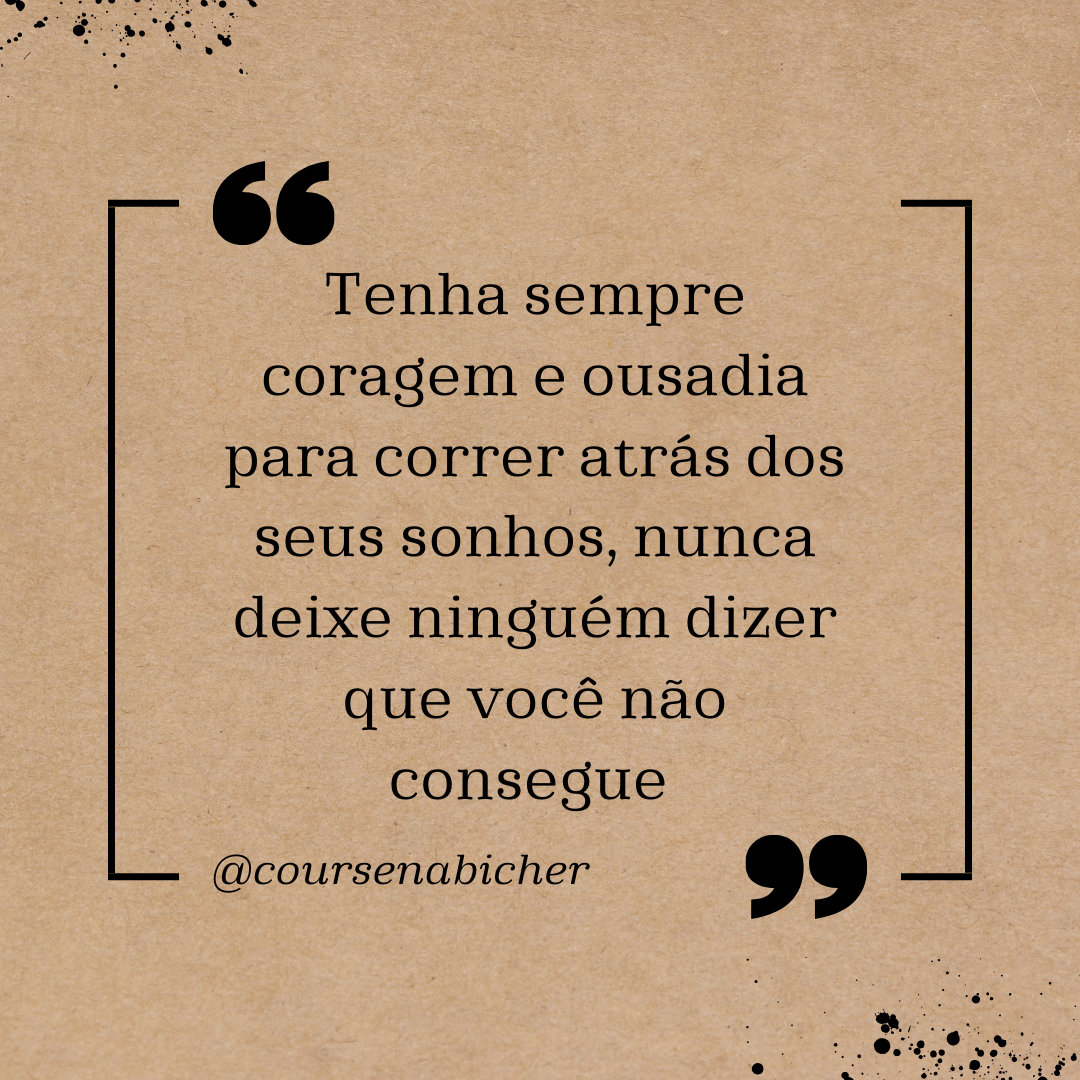 “
Tenha sempre
coragem e ousadia
para correr atrás dos
seus sonhos, nunca
deixe ninguém dizer
que você não
consegue
@coursenabicher
”